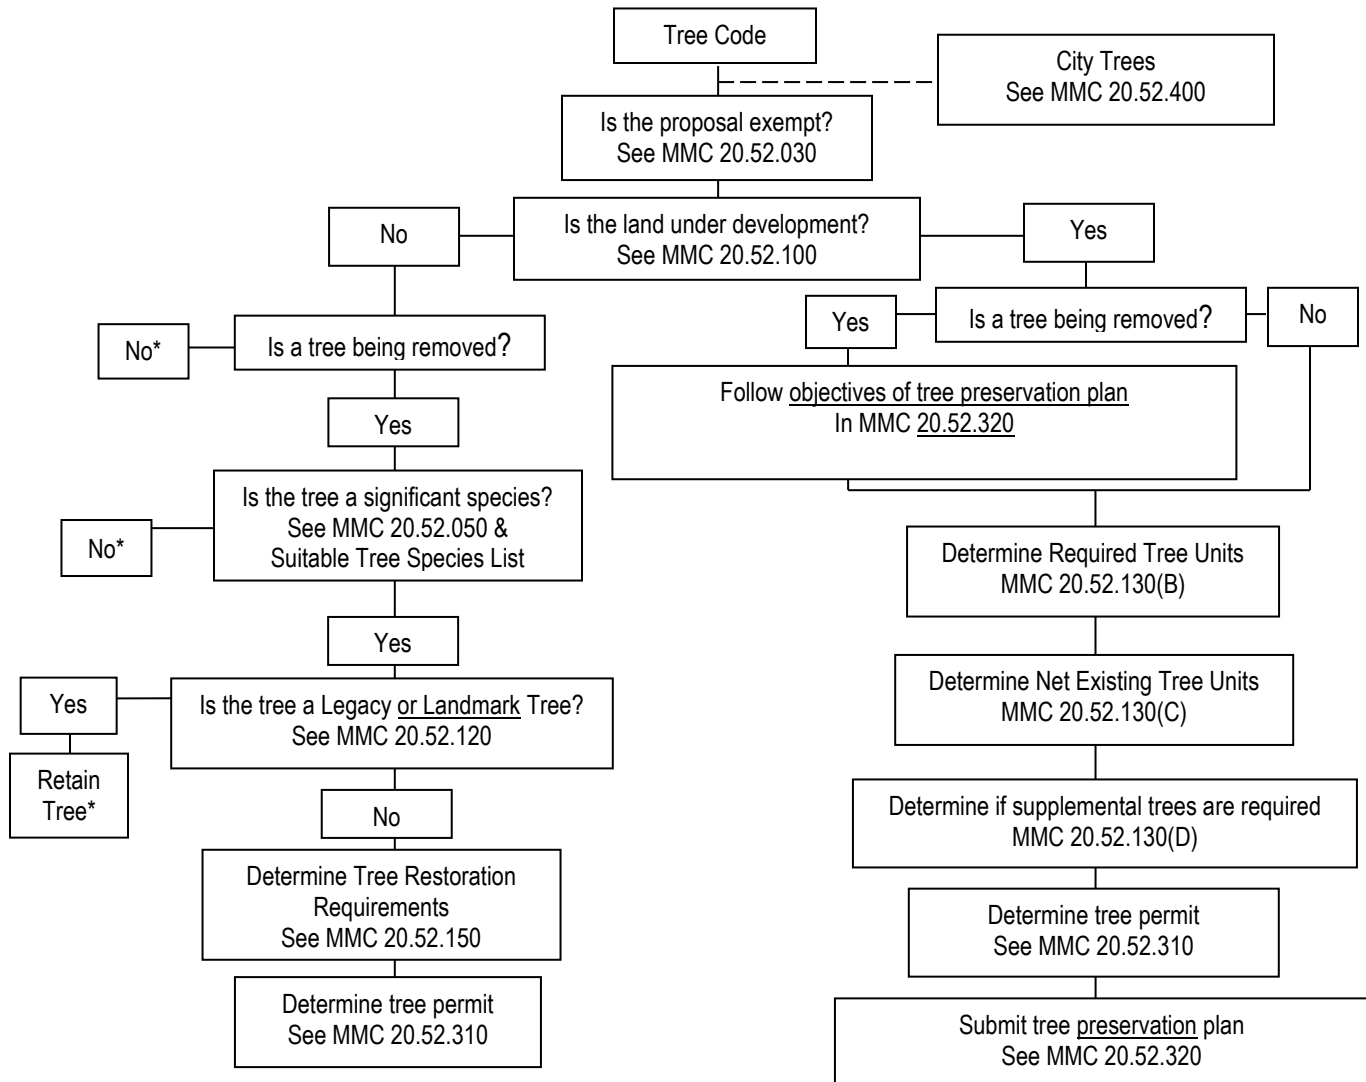 Tree Code
City Trees
See MMC 20.52.400
Is the proposal exempt?
See MMC 20.52.030
No
Is the land under development?
See MMC 20.52.100
Yes
No*
Is a tree being removed?
Yes
Is a tree being removed?
No
Yes
Follow objectives of tree preservation plan
In MMC 20.52.320
No*
Is the tree a significant species?
See MMC 20.52.050 &
Suitable Tree Species List
Determine Required Tree Units
MMC 20.52.130(B)
Yes
Yes
Is the tree a Legacy or Landmark Tree?
See MMC 20.52.120
Determine Net Existing Tree Units
MMC 20.52.130(C)
Retain
Tree*
No
Determine if supplemental trees are required
MMC 20.52.130(D)
Determine Tree Restoration
Requirements
See MMC 20.52.150
Determine tree permit
See MMC 20.52.310
Determine tree permit
See MMC 20.52.310
Submit tree preservation plan
See MMC 20.52.320